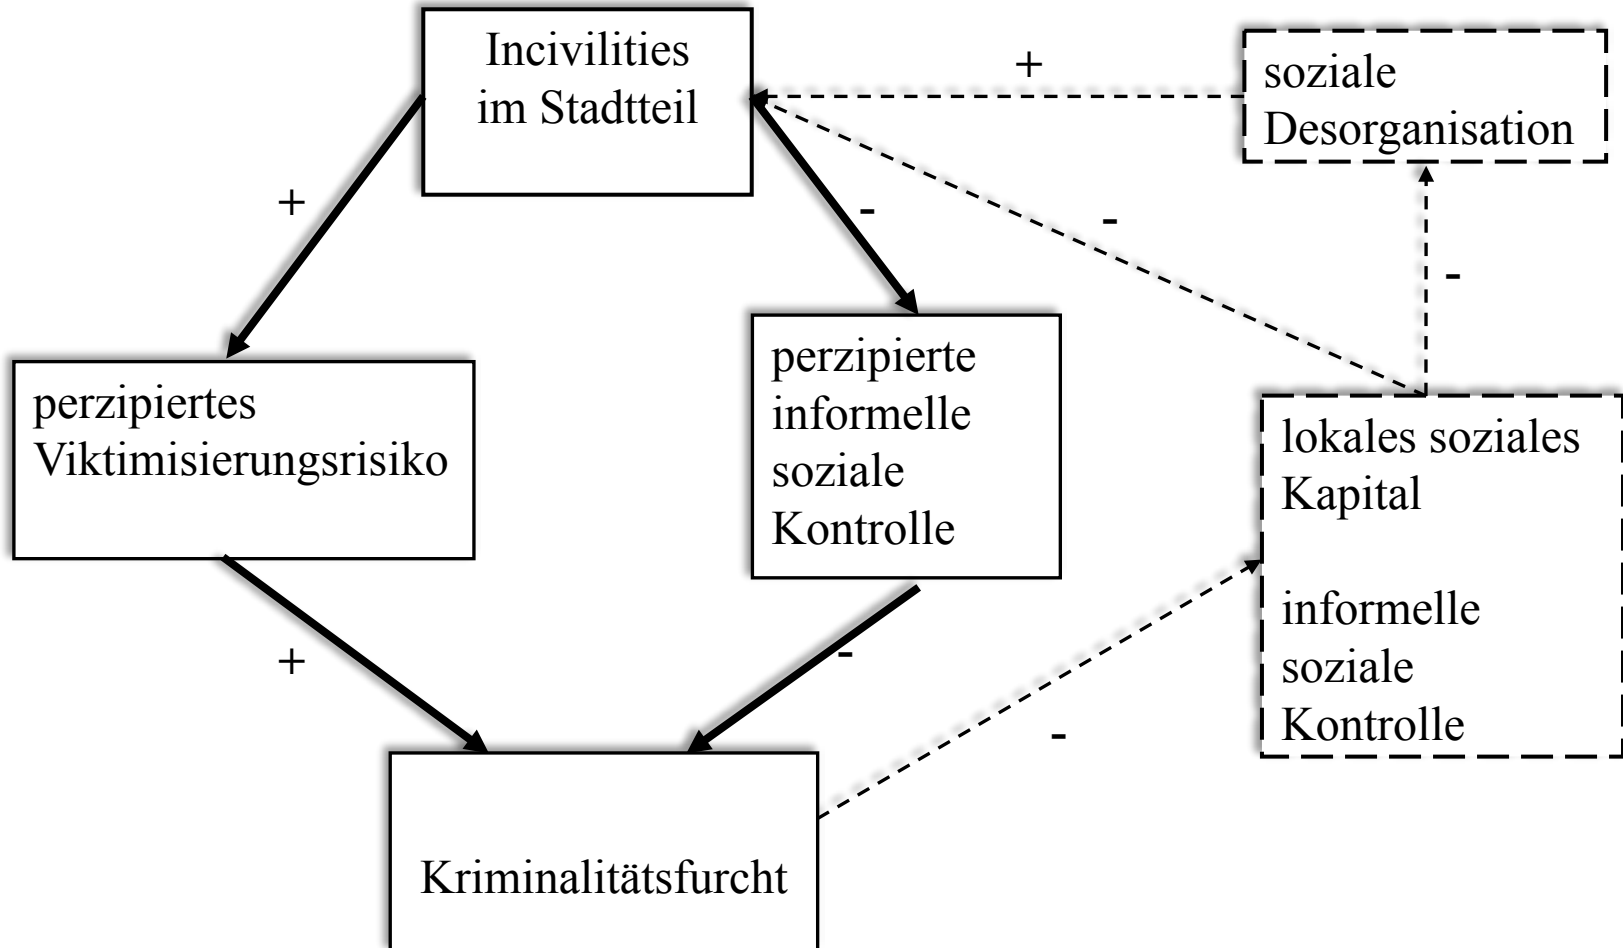 Incivilities
im Stadtteil
+
soziale
Desorganisation
+
-
-
-
perzipiertes
Viktimisierungsrisiko
perzipierte
informelle
soziale
Kontrolle
lokales soziales
Kapital
informelle
soziale
Kontrolle
+
-
-
Kriminalitätsfurcht